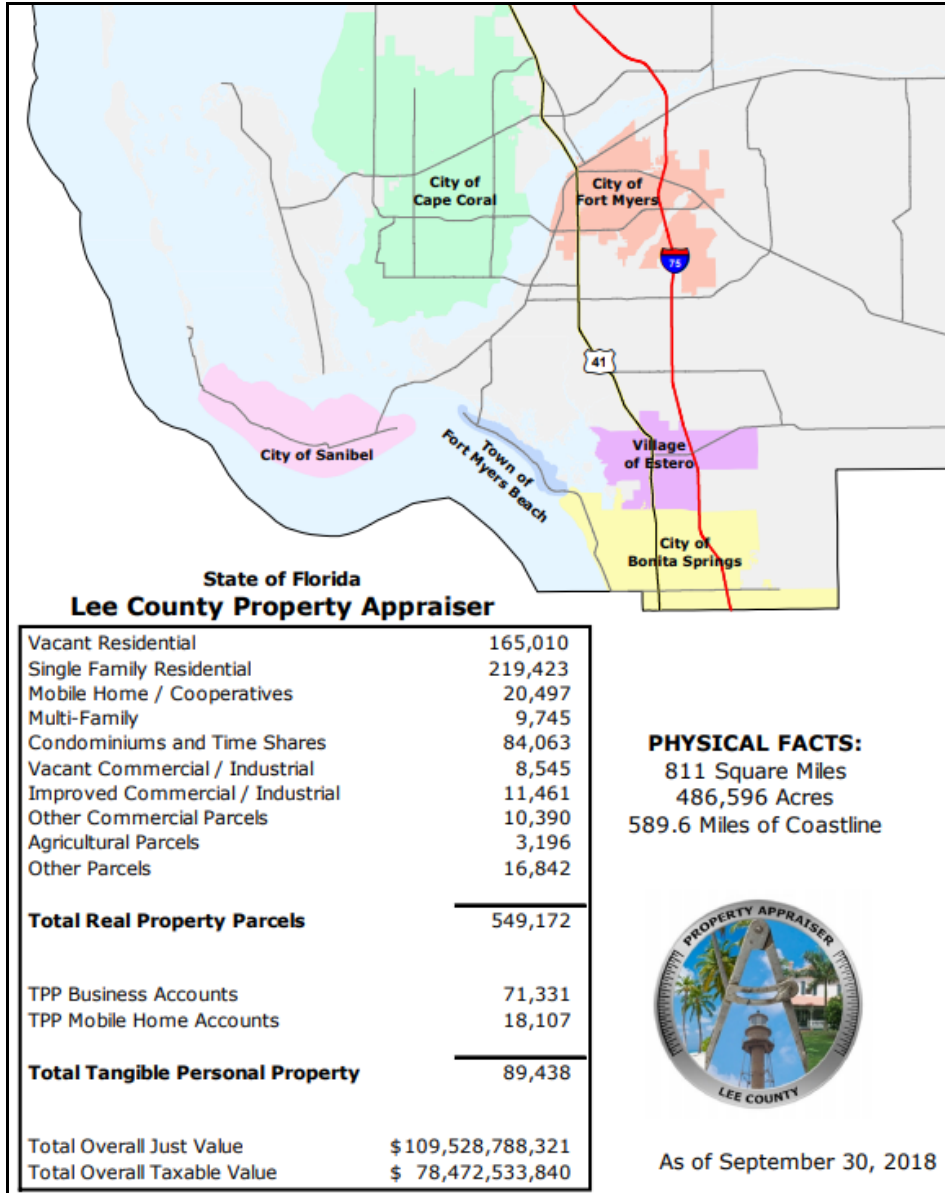 City of
Cape Coral
City of
Fort Myers
75
41
City of Sanibel
Town of
Fort Myers Beach
Village
of Estero
City of
Bonita Springs
State of Florida
Lee County Property Appraiser
Vacant Residential 165,010
Single Family Residential 219,423
Mobile Home / Cooperatives 20,497
Multi-Family 9,745
Condominiums and Time Shares 84,063
Vacant Commercial / Industrial 8,545
Improved Commercial / Industrial 11,461
Other Commercial Parcels 10,390
Agricultural Parcels 3,196
Other Parcels 16,842
Total Real Property Parcels 549,172
TPP Business Accounts 71,331
TPP Mobile Home Accounts 18,107
Total Tangible Personal Property 89,438
Total Overall Just Value $109,528,788,321
Total Overall Taxable Value $ 78,472,533,840
PHYSICAL FACTS:
811 Square Miles
486,596 Acres
589.6 Miles of Coastline
PROPERTY APPRAISER
LEE COUNTY
As of September 30, 2018